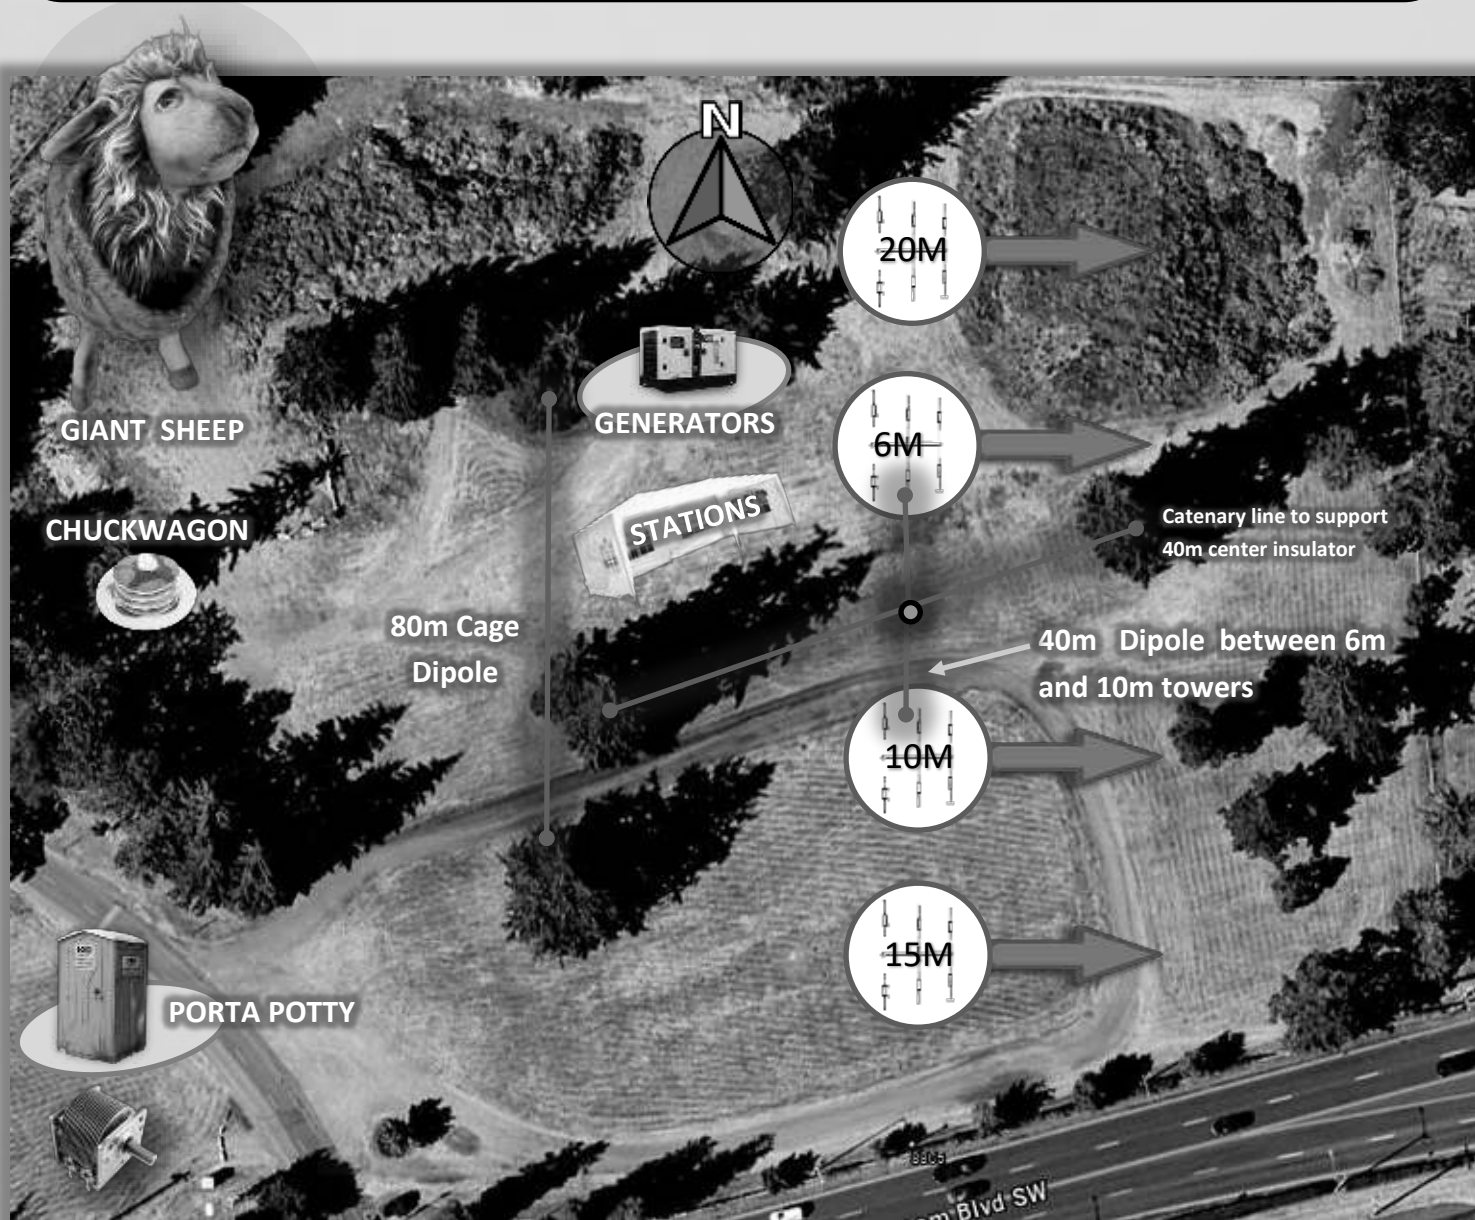 N
20M
GIANT SHEEP
GENERATORS
6M
CHUCKWAGON
STATIONS
Catenary line to support
40m center insulator
80m Cage
Dipole
40m Dipole between 6m
and 10m towers
10M
15M
PORTA POTTY
Blvd SW